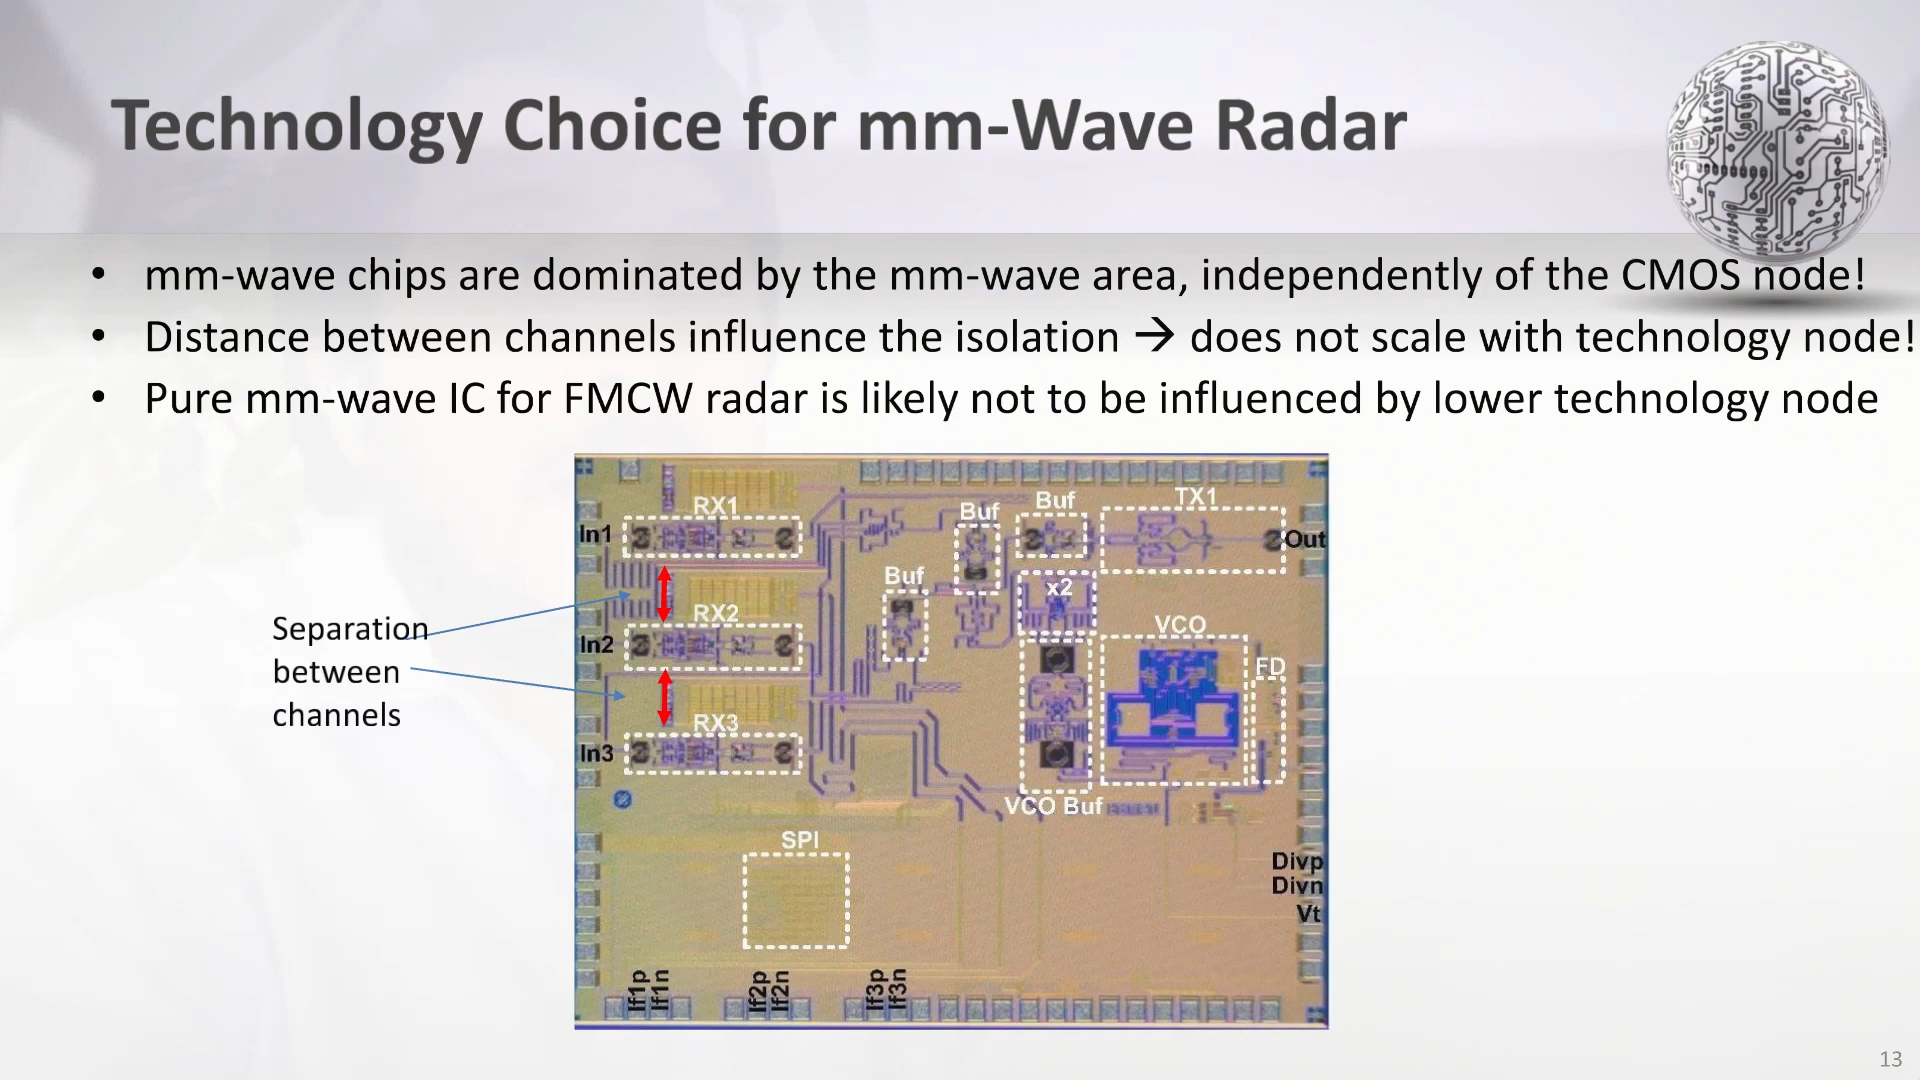 Technology Choice for mm-Wave Radar
• mm-wave chips are dominated by the mm-wave area, independently of the CMOS node!
• Distance between channels influence the isolation → does not scale with technology node!
• Pure mm-wave IC for FMCW radar is likely not to be influenced by lower technology node
Separation
between
channels
RX1
In1
RX2
In2
RX3
In3
Buf
Buf
Buf
TX1
Out
x2
VCO
FD
VCO Buf
SPI
Divp
Divn
Vt
If1p
If1n
If2p
If2n
If3p
If3n
13